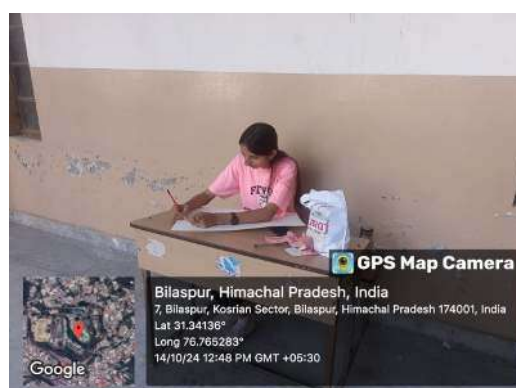 FIVE
GPS Map Camera
Bilaspur, Himachal Pradesh, India
7, Bilaspur, Kosrian Sector, Bilaspur, Himachal Pradesh 174001, India
Lat 31.34136°
Long 76.765283°
14/10/24 12:48 PM GMT +05:30
Google